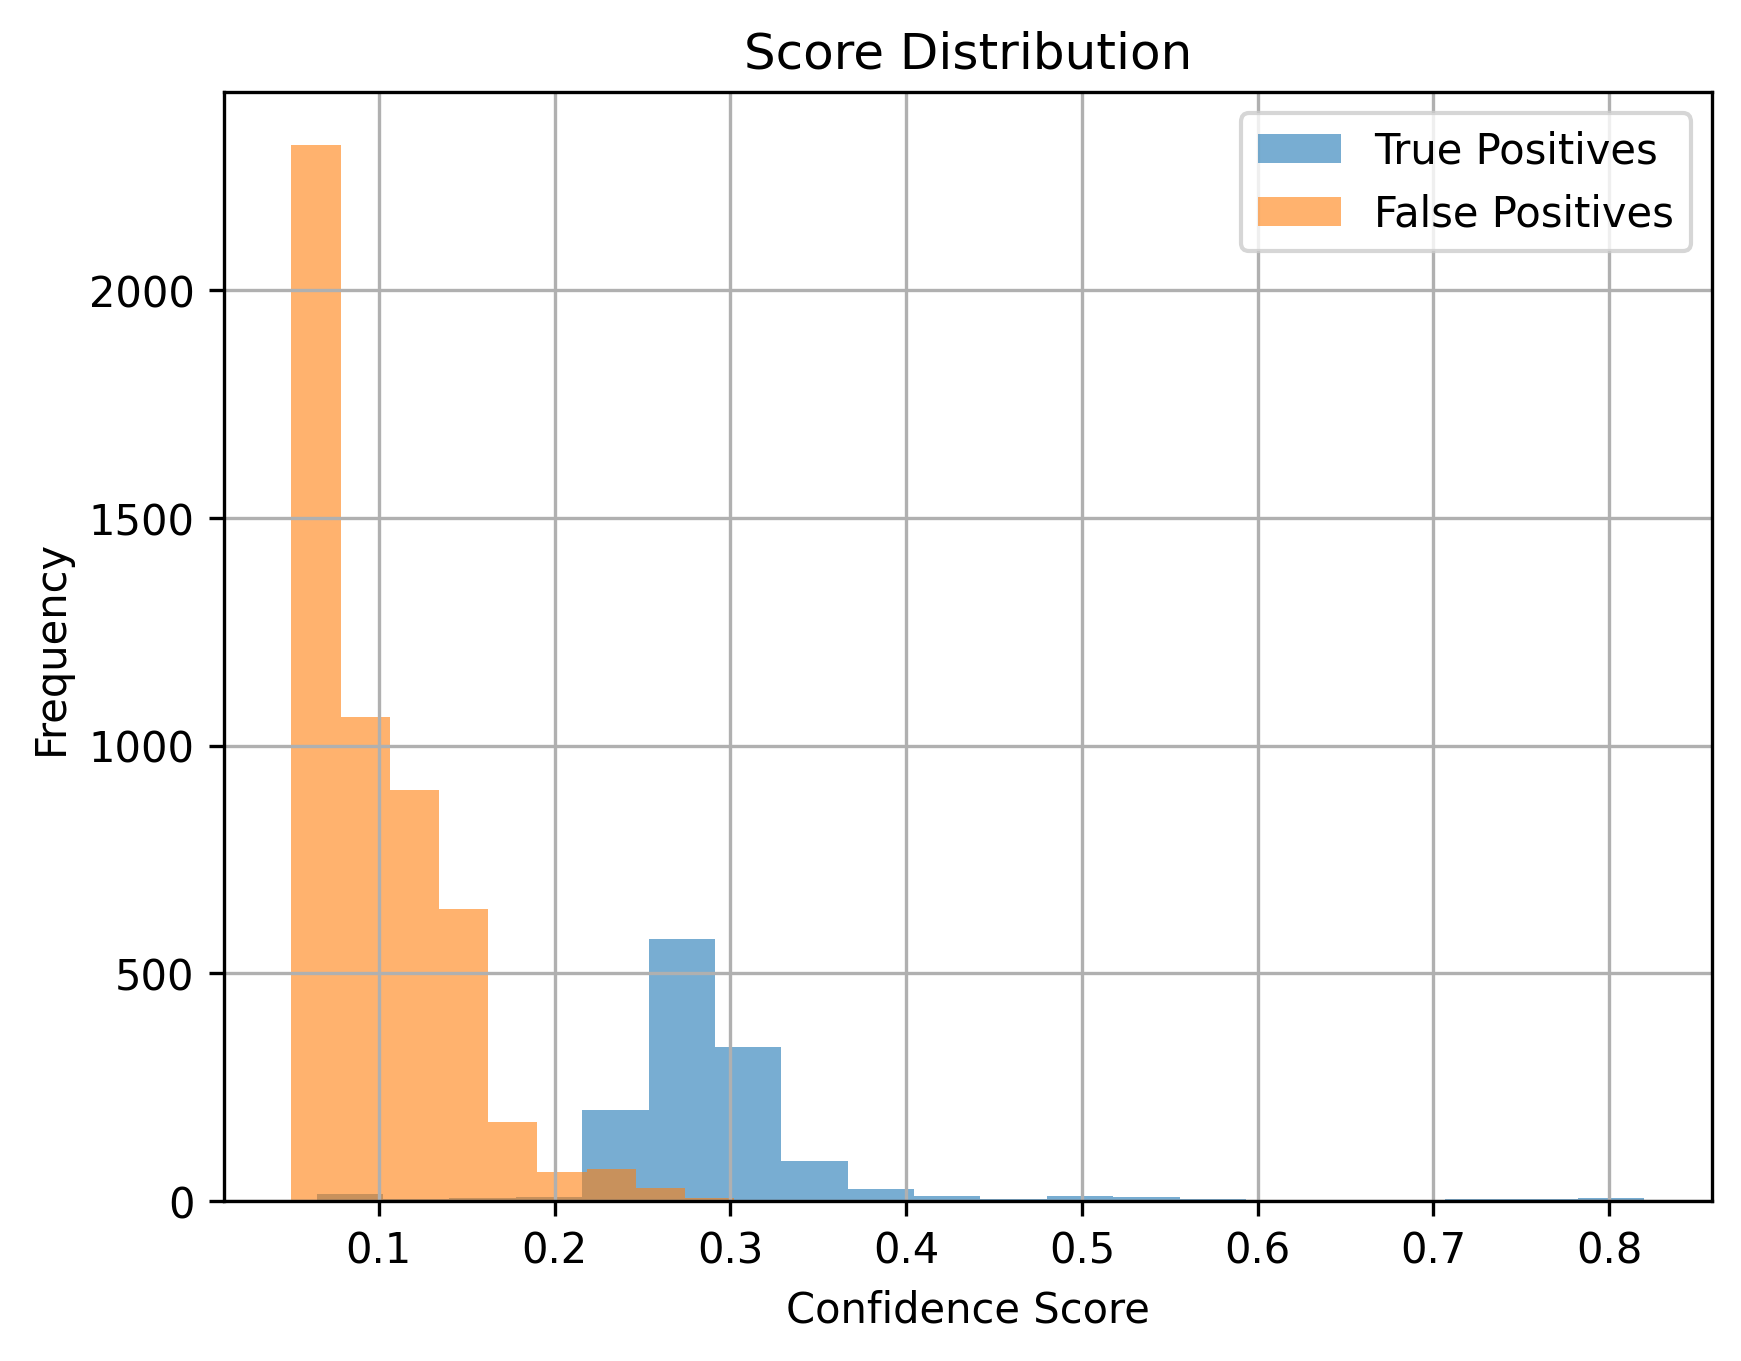 Score Distribution
True Positives
False Positives
Frequency
2000
1500
1000
500
0
0.1 0.2 0.3 0.4 0.5 0.6 0.7 0.8
Confidence Score